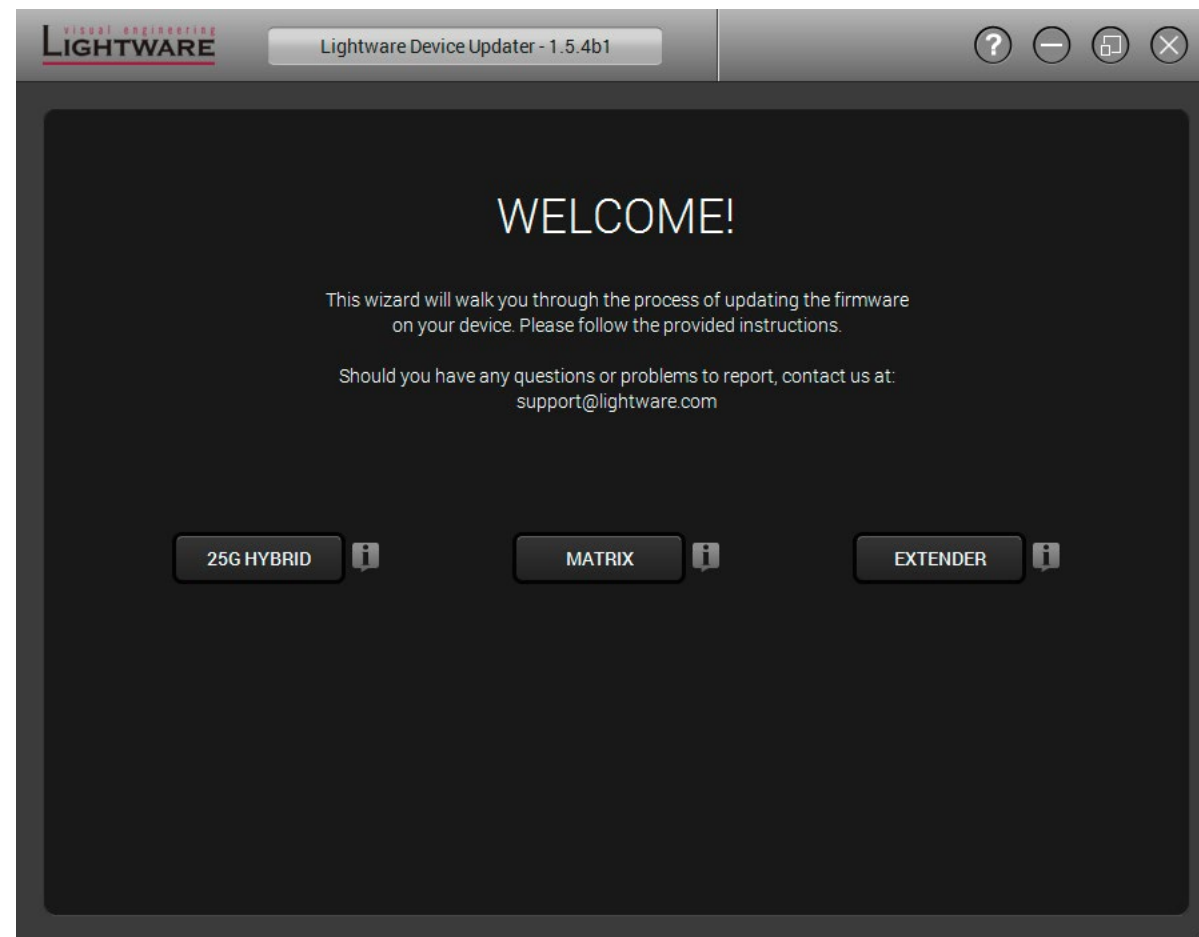 visual engineering
LIGHTWARE
Lightware Device Updater - 1.5.4b1
?
WELCOME!
This wizard will walk you through the process of updating the firmware
on your device. Please follow the provided instructions.
Should you have any questions or problems to report, contact us at:
support@lightware.com
25G HYBRID i MATRIX i EXTENDER i